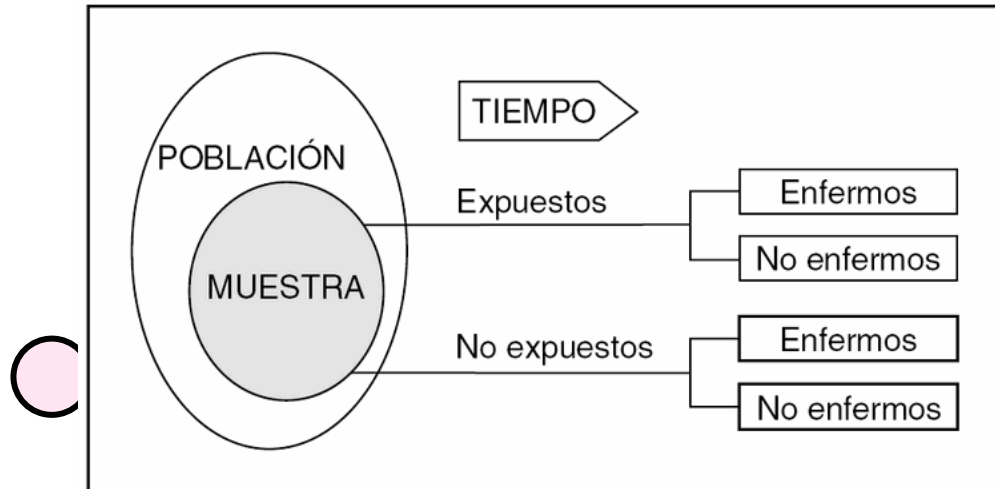 TIEMPO
POBLACIÓN
Expuestos
Enfermos
No enfermos
MUESTRA
No expuestos
Enfermos
No enfermos